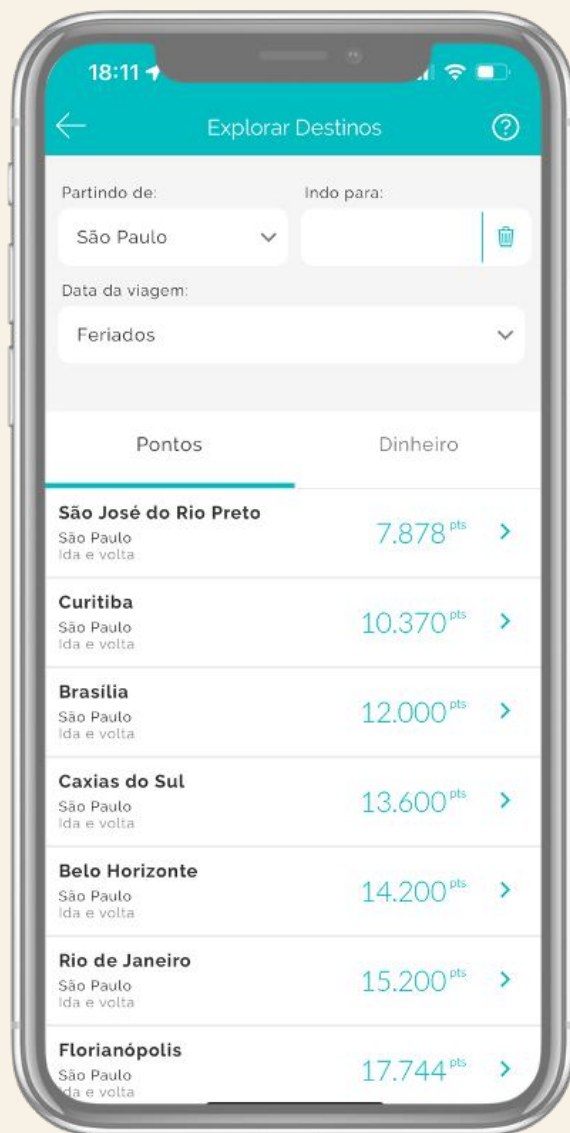 18:11
Explorar Destinos
Partindo de:
Indo para:
São Paulo
Data da viagem:
Feriados
Pontos
Dinheiro
São José do Rio Preto
São Paulo
Ida e volta
7.878 pts
Curitiba
São Paulo
Ida e volta
10.370 pts
Brasília
São Paulo
Ida e volta
12.000 pts
Caxias do Sul
São Paulo
Ida e volta
13.600 pts
Belo Horizonte
São Paulo
Ida e volta
14.200 pts
Rio de Janeiro
São Paulo
Ida e volta
15.200 pts
Florianópolis
São Paulo
Ida e volta
17.744 pts